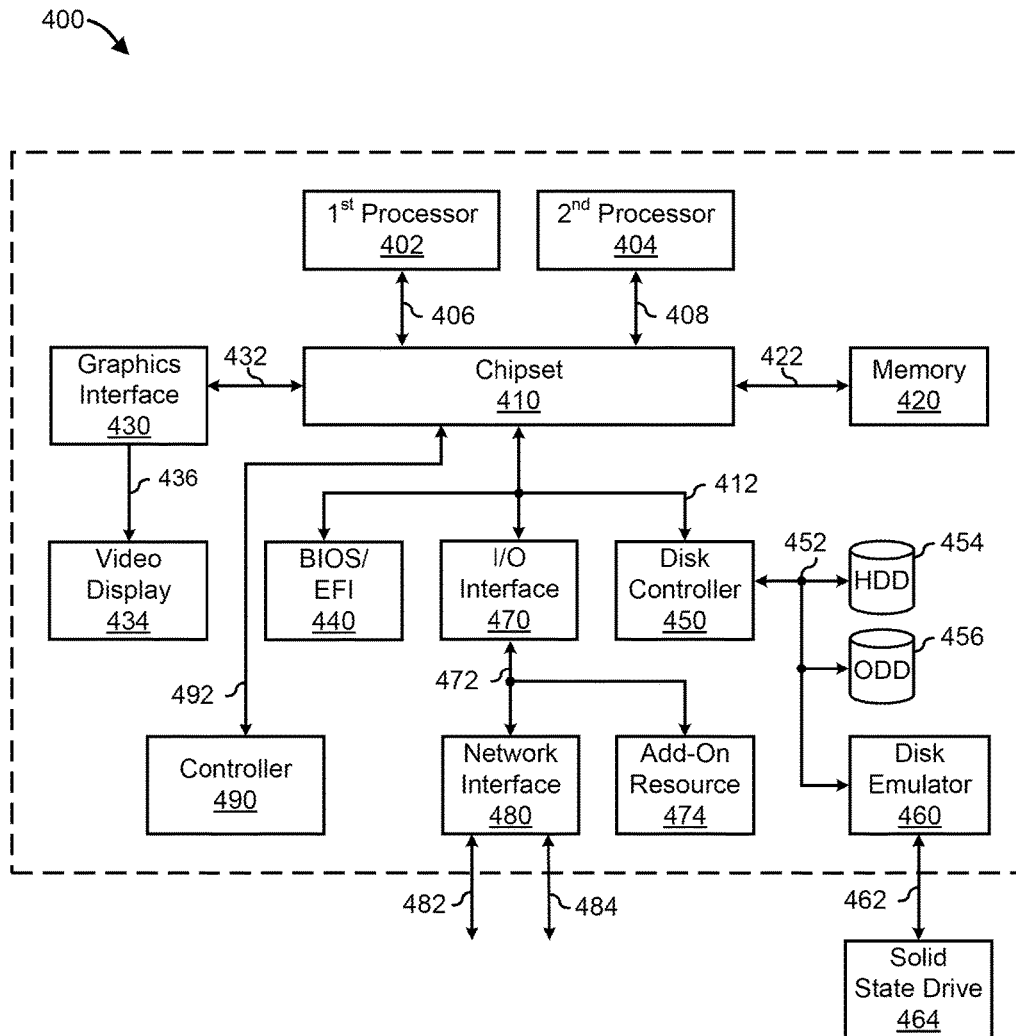 400
1st Processor
402
2nd Processor
404
406
408
Graphics
Interface
430
432
Chipset
410
422
Memory
420
436
412
Video
Display
434
BIOS/
EFI
440
I/O
Interface
470
Disk
Controller
450
452
HDD
454
ODD
456
472
492
Controller
490
Network
Interface
480
Add-On
Resource
474
Disk
Emulator
460
482
484
462
Solid
State Drive
464